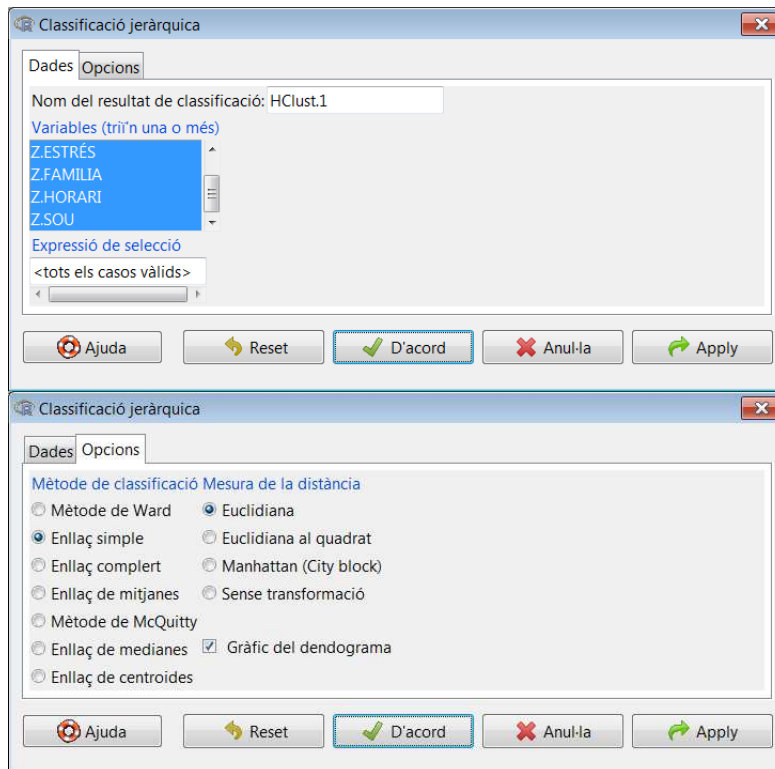 Classificació jeràrquica
Dades Opcions
Nom del resultat de classificació: HClust.1
Variables (triï'n una o més)
Z.ESTRÉS
Z.FAMILIA
Z.HORARI
Z.SOU
Expressió de selecció
<tots els casos vàlids>
Ajuda Reset D'acord Anul·la Apply
Classificació jeràrquica
Dades Opcions
Mètode de classificació Mesura de la distància
Mètode de Ward Euclidiana
Enllaç simple Euclidiana al quadrat
Enllaç complert Manhattan (City block)
Enllaç de mitjanes Sense transformació
Mètode de McQuitty
Enllaç de medianes Gràfic del dendograma
Enllaç de centroides
Ajuda Reset D'acord Anul·la Apply